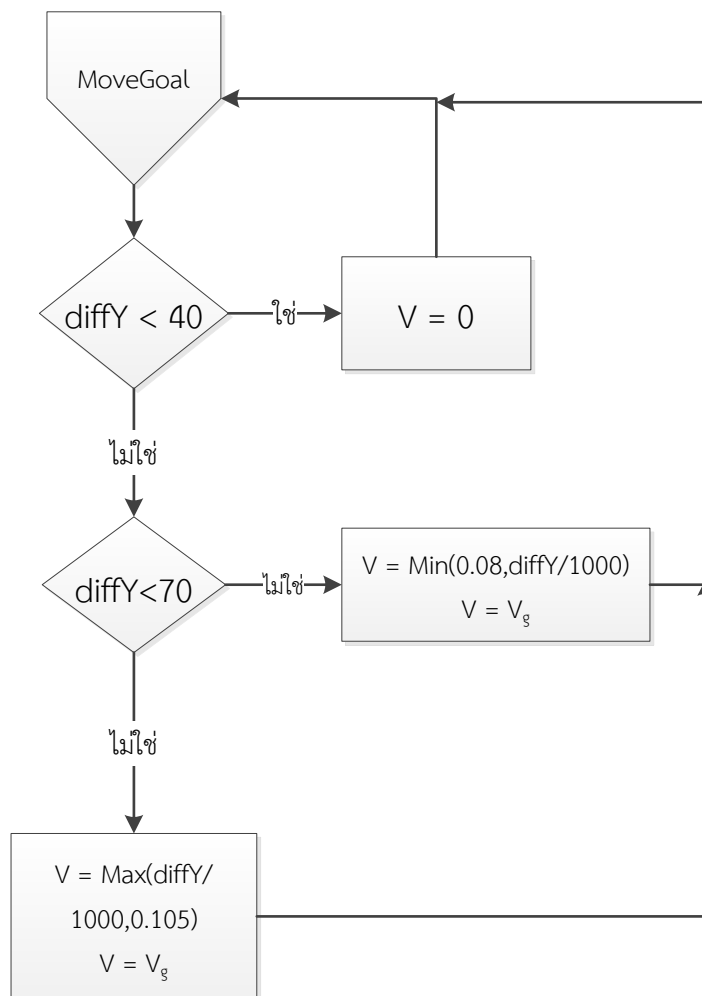 MoveGoal
diffY < 40
ใช่
V = 0
ไม่ใช่
diffY<70
ไม่ใช่
V = Min(0.08,diffY/1000)
V = Vg
ไม่ใช่
V = Max(diffY/
1000,0.105)
V = Vg